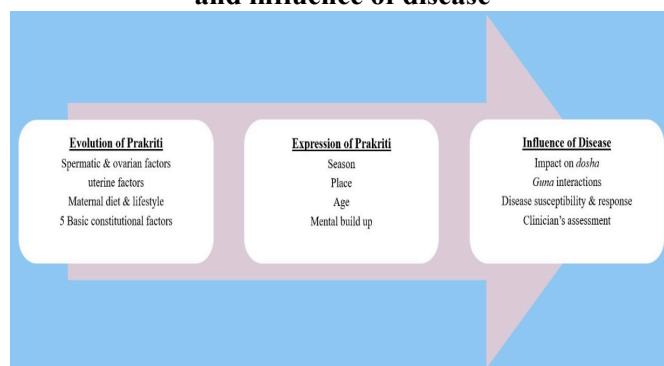 and influence of disease
Evolution of Prakriti
Spermatic & ovarian factors
uterine factors
Maternal diet & lifestyle
5 Basic constitutional factors
Expression of Prakriti
Season
Place
Age
Mental build up
Influence of Disease
Impact on dosha
Guna interactions
Disease susceptibility & response
Clinician's assessment